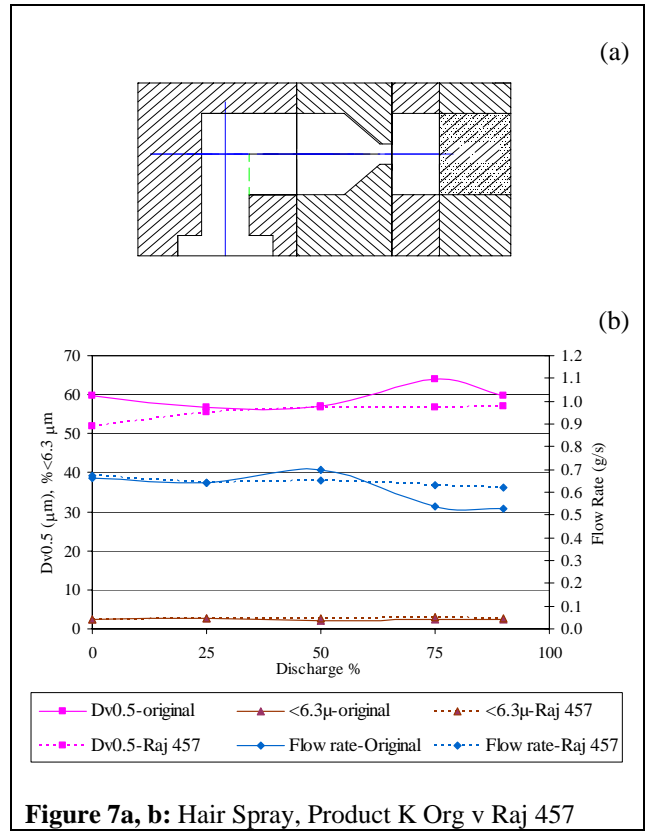 (a)
(b)
Dv0.5 (µm), %<6.3 µm
70
60
50
40
30
20
10
0
1.2
1.1
1.0
0.9
0.8
0.7
0.6
0.5
0.4
0.3
0.2
0.1
0.0
Flow Rate (g/s)
0 25 50 75 100
Discharge %
Dv0.5-original <6.3µ-original <6.3µ-Raj 457
Dv0.5-Raj 457 Flow rate-Original Flow rate-Raj 457
Figure 7a, b: Hair Spray, Product K Org v Raj 457